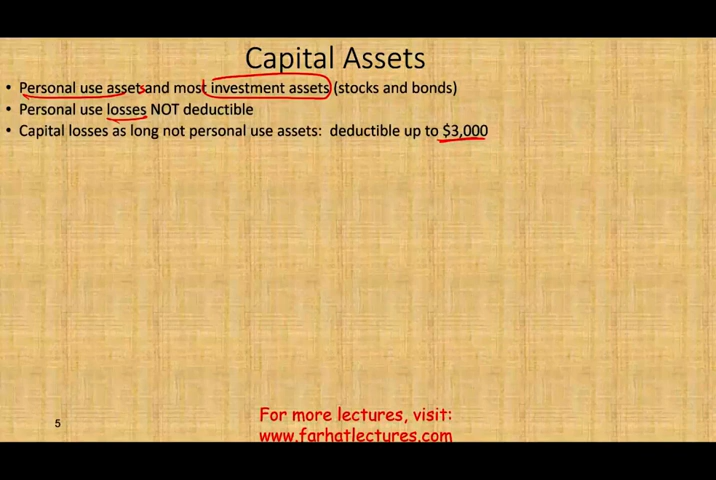 Capital Assets
• Personal use assets and most investment assets (stocks and bonds)
• Personal use losses NOT deductible
• Capital losses as long not personal use assets: deductible up to $3,000
5
For more lectures, visit:
www.farhatlectures.com